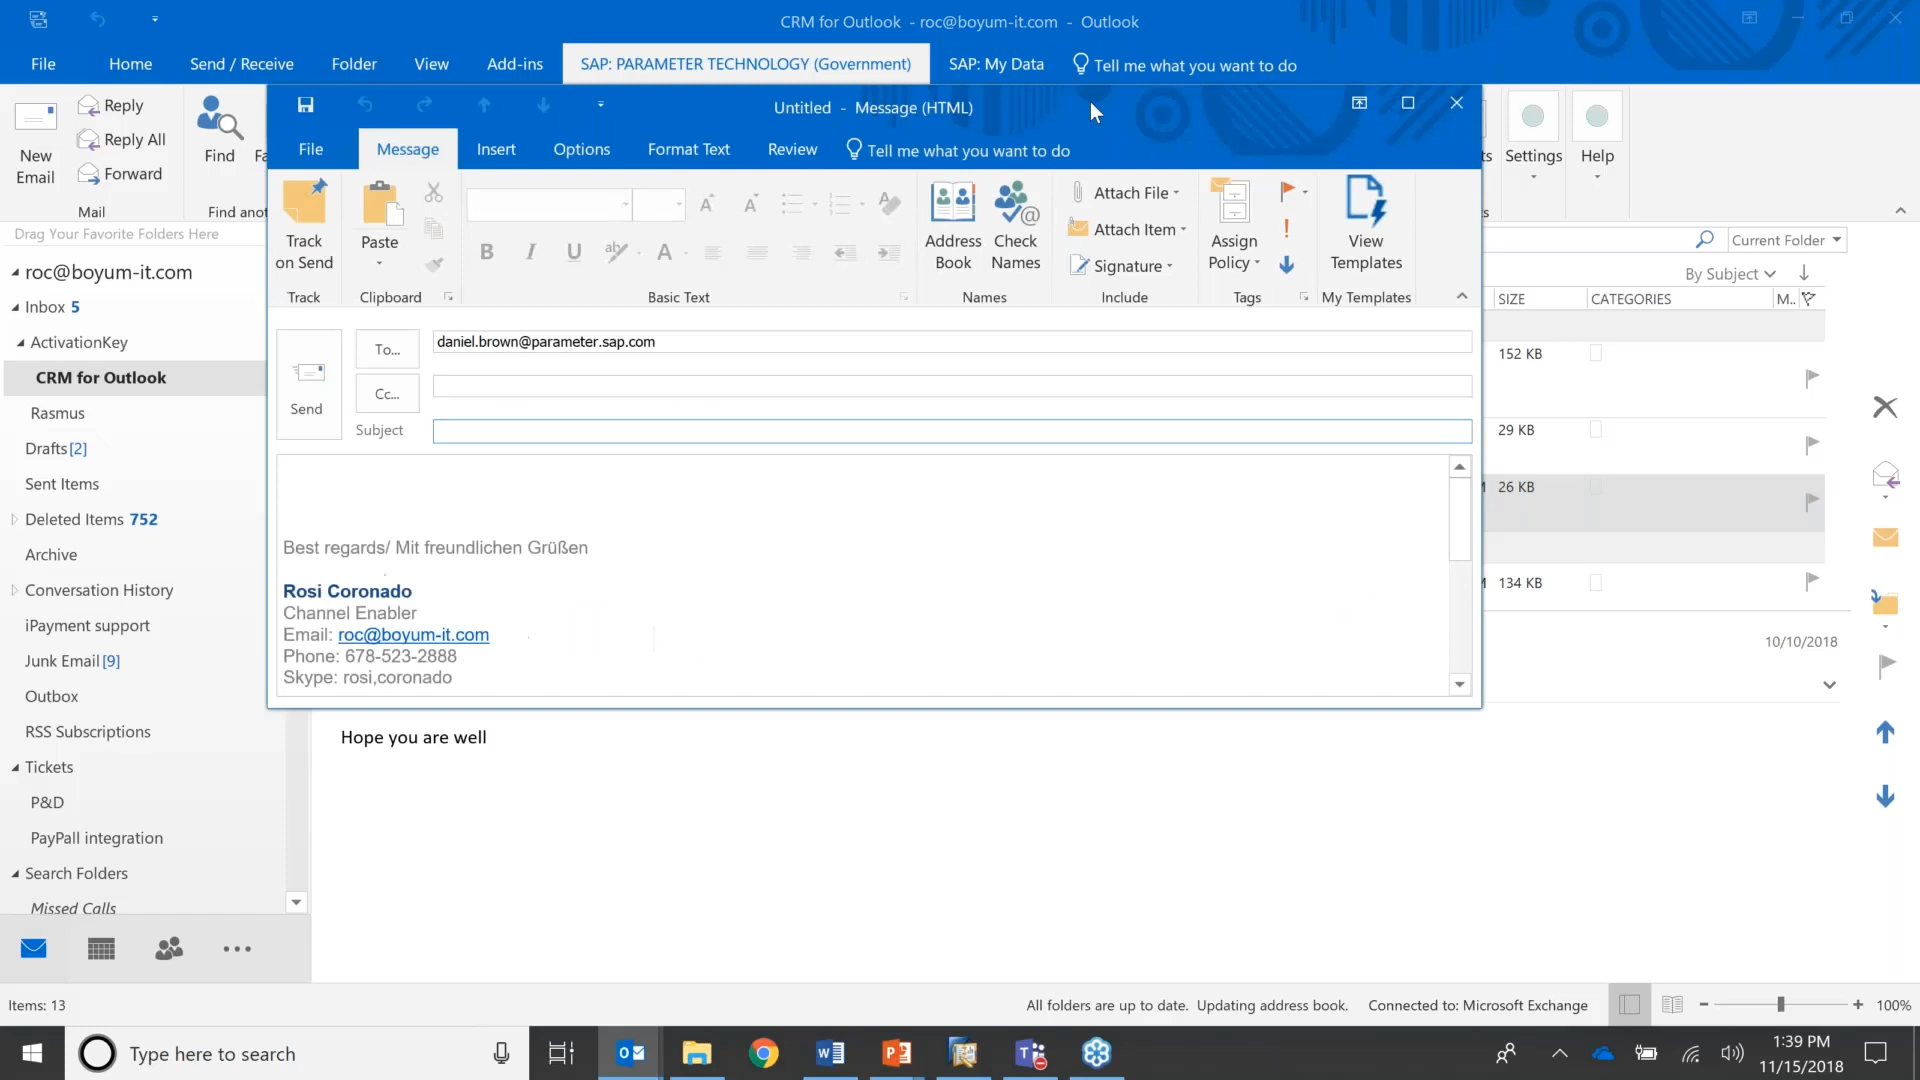 CRM for Outlook - roc@boyum-it.com - Outlook
File Home Send / Receive Folder View Add-ins SAP: PARAMETER TECHNOLOGY (Government) SAP: My Data Tell me what you want to do
New Email
Reply
Reply All
Forward
Mail
Find
Find anot
Settings
Help
Untitled - Message (HTML)
File Message Insert Options Format Text Review Tell me what you want to do
Track on Send
Track
Paste
Clipboard
B I U
Basic Text
Address Book
Check Names
Names
Attach File
Attach Item
Signature
Include
Assign Policy
Tags
View Templates
My Templates
Drag Your Favorite Folders Here
roc@boyum-it.com
Inbox 5
ActivationKey
CRM for Outlook
Rasmus
Drafts [2]
Sent Items
Deleted Items 752
Archive
Conversation History
iPayment support
Junk Email [9]
Outbox
RSS Subscriptions
Tickets
P&D
PayPall integration
Search Folders
Missed Calls
Items: 13
Send
To... daniel.brown@parameter.sap.com
Cc...
Subject
Best regards/ Mit freundlichen Grüßen
Rosi Coronado
Channel Enabler
Email: roc@boyum-it.com
Phone: 678-523-2888
Skype: rosi,coronado
Hope you are well
Current Folder
By Subject
SIZE CATEGORIES M..
152 KB
29 KB
26 KB
134 KB
10/10/2018
All folders are up to date. Updating address book. Connected to: Microsoft Exchange 100%
Type here to search
1:39 PM
11/15/2018